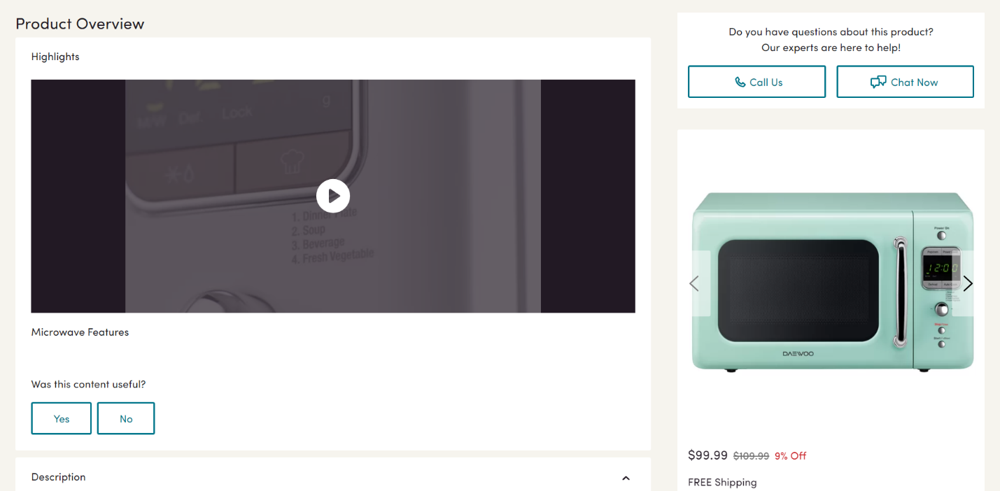 Product Overview
Highlights
M/W Def. Lock
g
1. Dinner Plate
2. Soup
3. Beverage
4. Fresh Vegetable
Microwave Features
Was this content useful?
Yes No
Description
Do you have questions about this product?
Our experts are here to help!
Call Us Chat Now
Power On
12:00
DAEWOO
$99.99 $109.99 9% Off
FREE Shipping